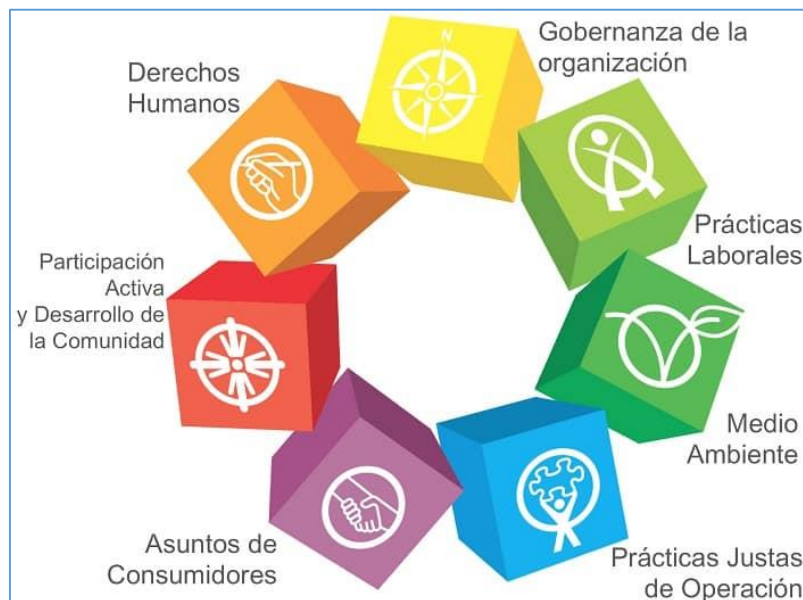 N
Gobernanza de la
organización
Derechos
Humanos
Prácticas
Laborales
Participación
Activa
y Desarrollo de
la Comunidad
Medio
Ambiente
Asuntos de
Consumidores
Prácticas Justas
de Operación